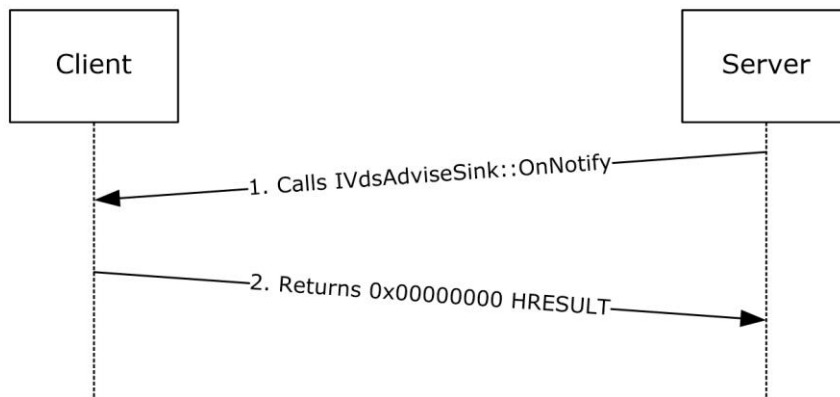 Client
Server
1. Calls IVdsAdviseSink::OnNotify
2. Returns 0x00000000 HRESULT